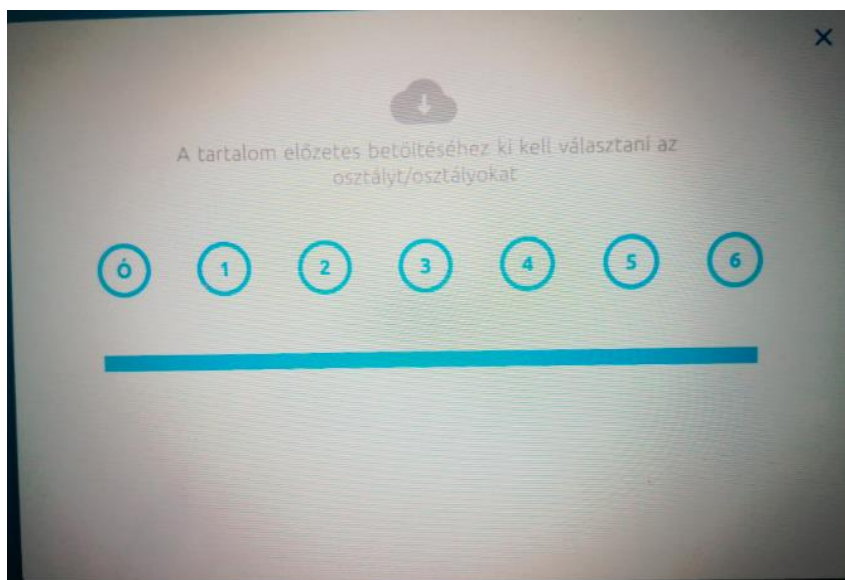 A tartalom előzetes betöltéséhez ki kell választani az
osztályt/osztályokat
Ó 1 2 3 4 5 6